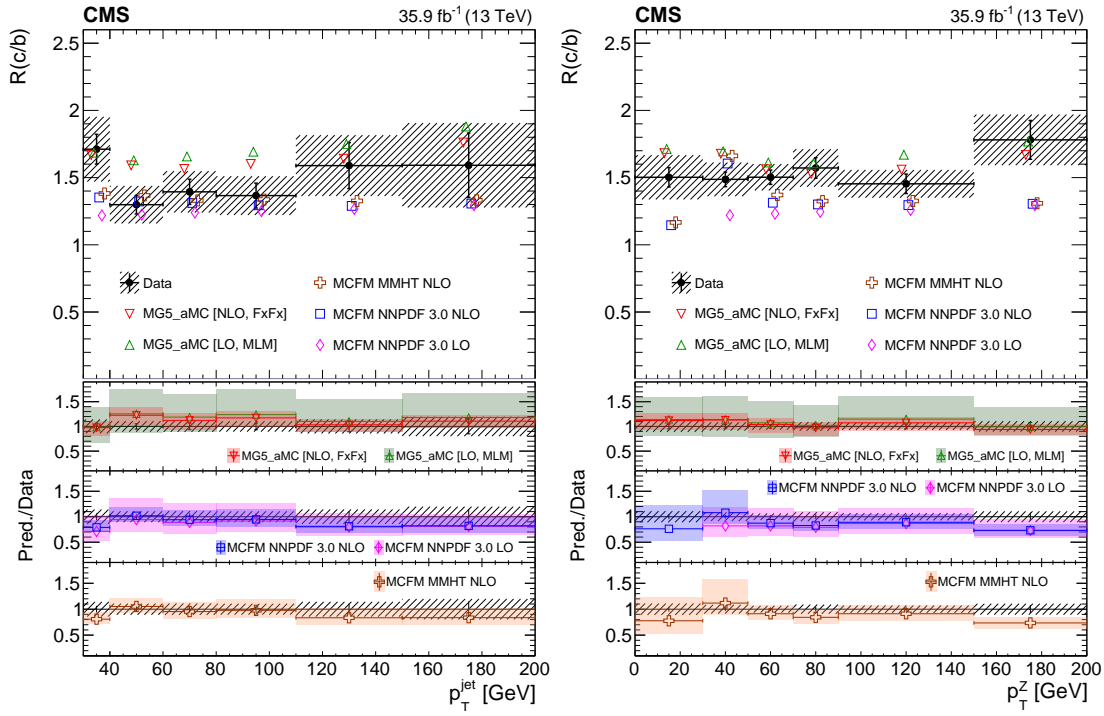 CMS 35.9 fb⁻¹ (13 TeV)
R(c/b)
2.5
2
1.5
1
0.5
Data
MCFM MMHT NLO
MG5_aMC [NLO, FxFx]
MCFM NNPDF 3.0 NLO
MG5_aMC [LO, MLM]
MCFM NNPDF 3.0 LO
Pred./Data
1.5
1
0.5
MG5_aMC [NLO, FxFx] MG5_aMC [LO, MLM]
1.5
1
0.5
MCFM NNPDF 3.0 NLO MCFM NNPDF 3.0 LO
1.5
1
0.5
MCFM MMHT NLO
40 60 80 100 120 140 160 180 200
p_T^jet [GeV]
CMS 35.9 fb⁻¹ (13 TeV)
R(c/b)
2.5
2
1.5
1
0.5
Data
MCFM MMHT NLO
MG5_aMC [NLO, FxFx]
MCFM NNPDF 3.0 NLO
MG5_aMC [LO, MLM]
MCFM NNPDF 3.0 LO
Pred./Data
1.5
1
0.5
MG5_aMC [NLO, FxFx] MG5_aMC [LO, MLM]
1.5
1
0.5
MCFM NNPDF 3.0 NLO MCFM NNPDF 3.0 LO
1.5
1
0.5
MCFM MMHT NLO
0 20 40 60 80 100 120 140 160 180 200
p_T^Z [GeV]